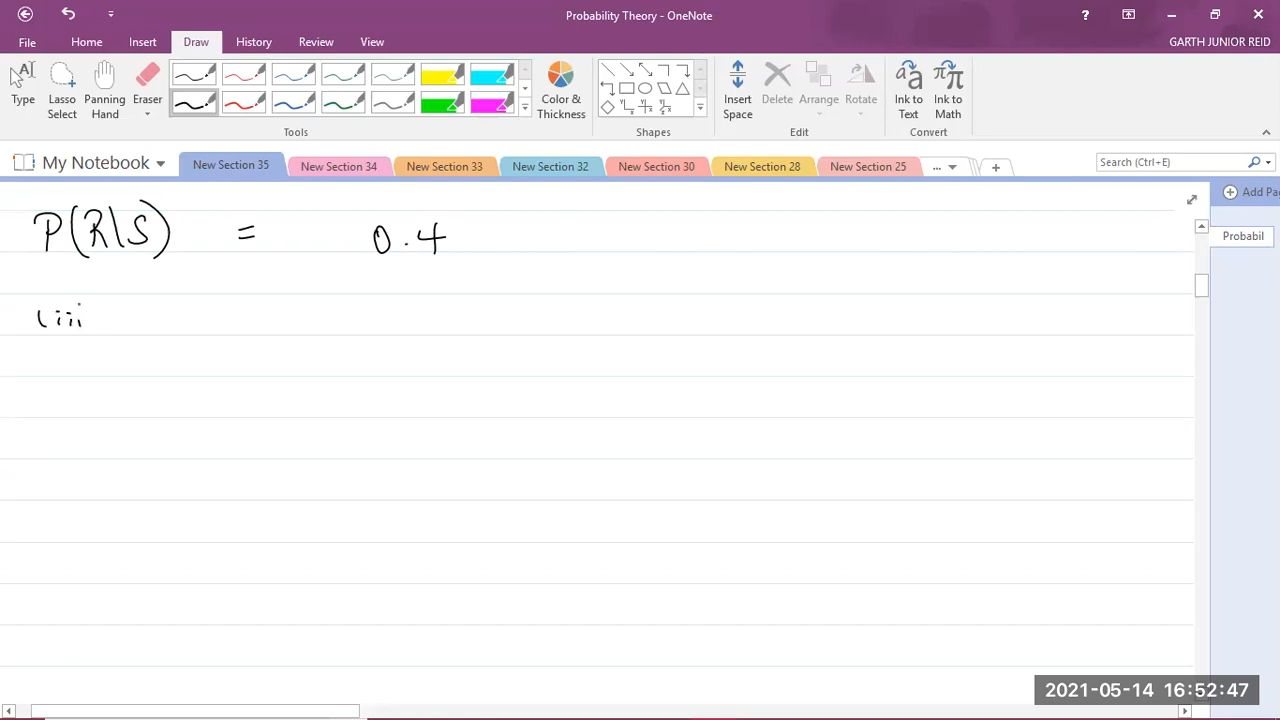 Probability Theory - OneNote
File Home Insert Draw History Review View
GARTH JUNIOR REID
Type
Lasso Select
Panning Hand
Eraser
Color & Thickness
Insert Space
Delete
Arrange
Rotate
Ink to Text
Ink to Math
Tools
Shapes
Edit
Convert
My Notebook
New Section 35
New Section 34
New Section 33
New Section 32
New Section 30
New Section 28
New Section 25
...
Search (Ctrl+E)
Add Pa
Probabil
P(R\S) = 0.4
(iii
2021-05-14 16:52:47